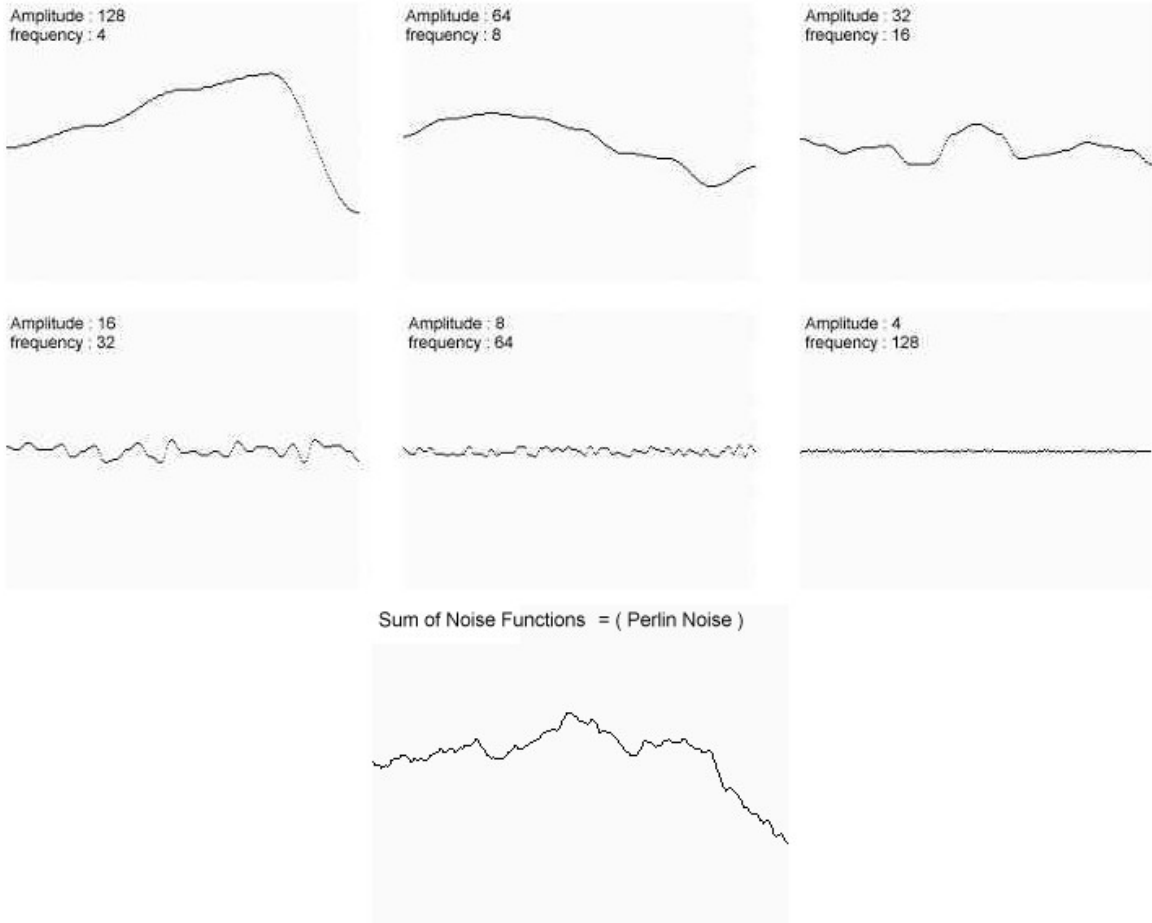 Amplitude : 128
frequency : 4
Amplitude : 64
frequency : 8
Amplitude : 32
frequency : 16
Amplitude : 16
frequency : 32
Amplitude : 8
frequency : 64
Amplitude : 4
frequency : 128
Sum of Noise Functions = ( Perlin Noise )